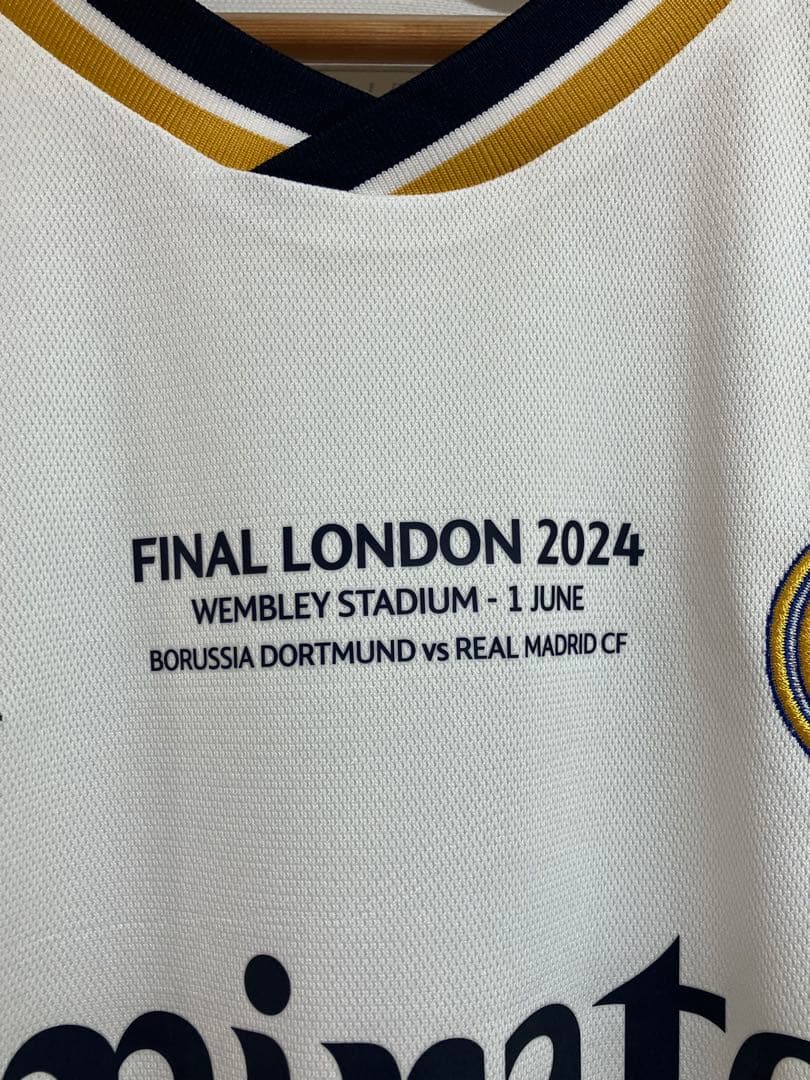 FINAL LONDON 2024
WEMBLEY STADIUM - 1 JUNE
BORUSSIA DORTMUND vs REAL MADRID CF